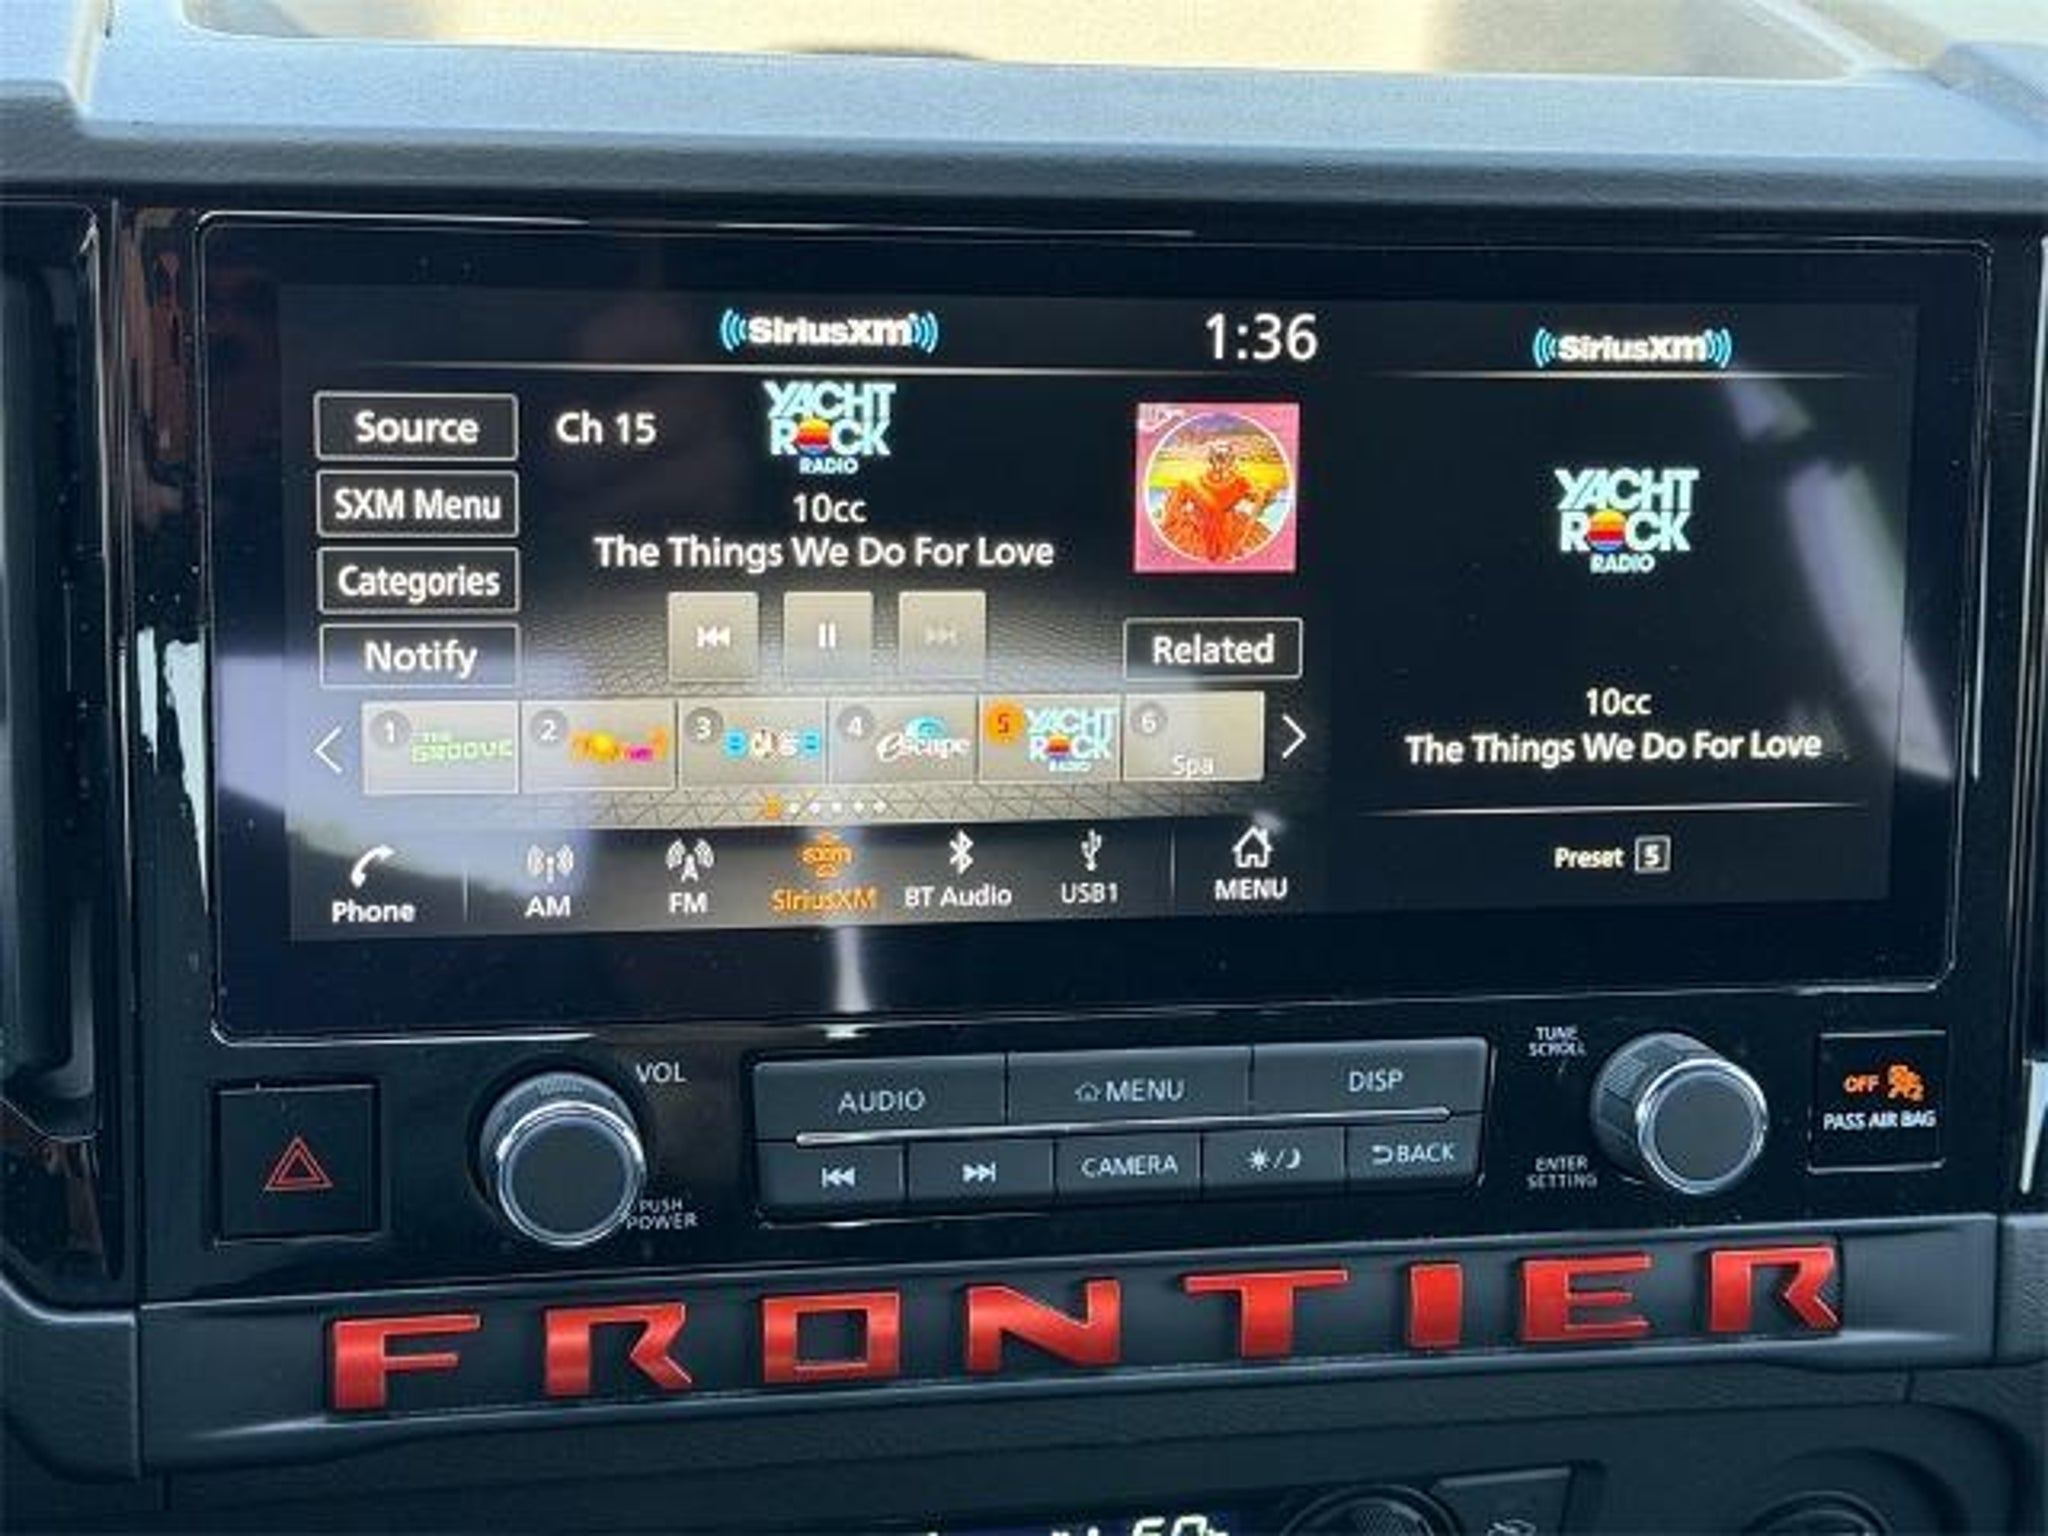 SiriusXM
1:36
SiriusXM
Source
Ch 15
YACHT
ROCK
RADIO
SXM Menu
10cc
The Things We Do For Love
Categories
Notify
Related
YACHT
ROCK
RADIO
10cc
The Things We Do For Love
Preset 5
1 THE GROOVE
2
3
4 escape
5 YACHT ROCK RADIO
6 Spa
Phone
AM
FM
sxm
SiriusXM
BT Audio
USB1
MENU
VOL
PUSH
POWER
AUDIO
MENU
DISP
CAMERA
BACK
TUNE
SCROLL
ENTER
SETTING
OFF
PASS AIR BAG
FRONTIER